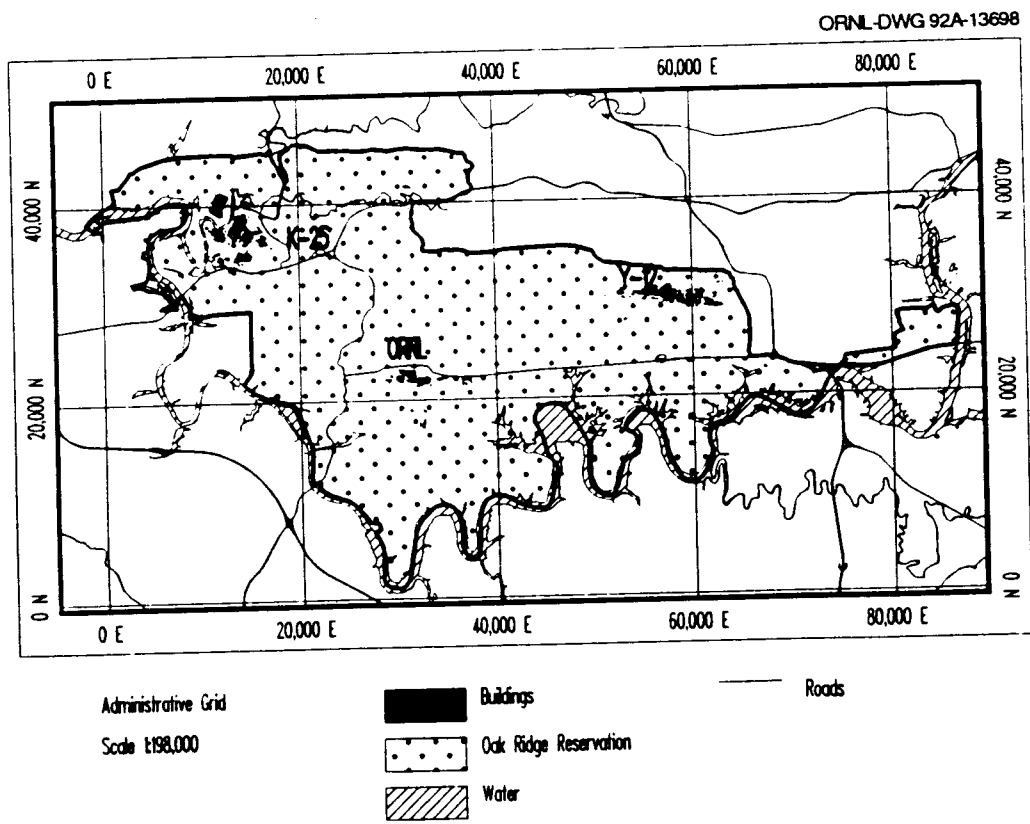 ORNL-DWG 92A-13698
0 E 20,000 E 40,000 E 60,000 E 80,000 E
40,000 N 40,000 N
K-25
Y-12
ORNL
20,000 N 20,000 N
0 N 0 N
0 E 20,000 E 40,000 E 60,000 E 80,000 E
Administrative Grid
Scale 1:198,000
Buildings
Oak Ridge Reservation
Water
Roads